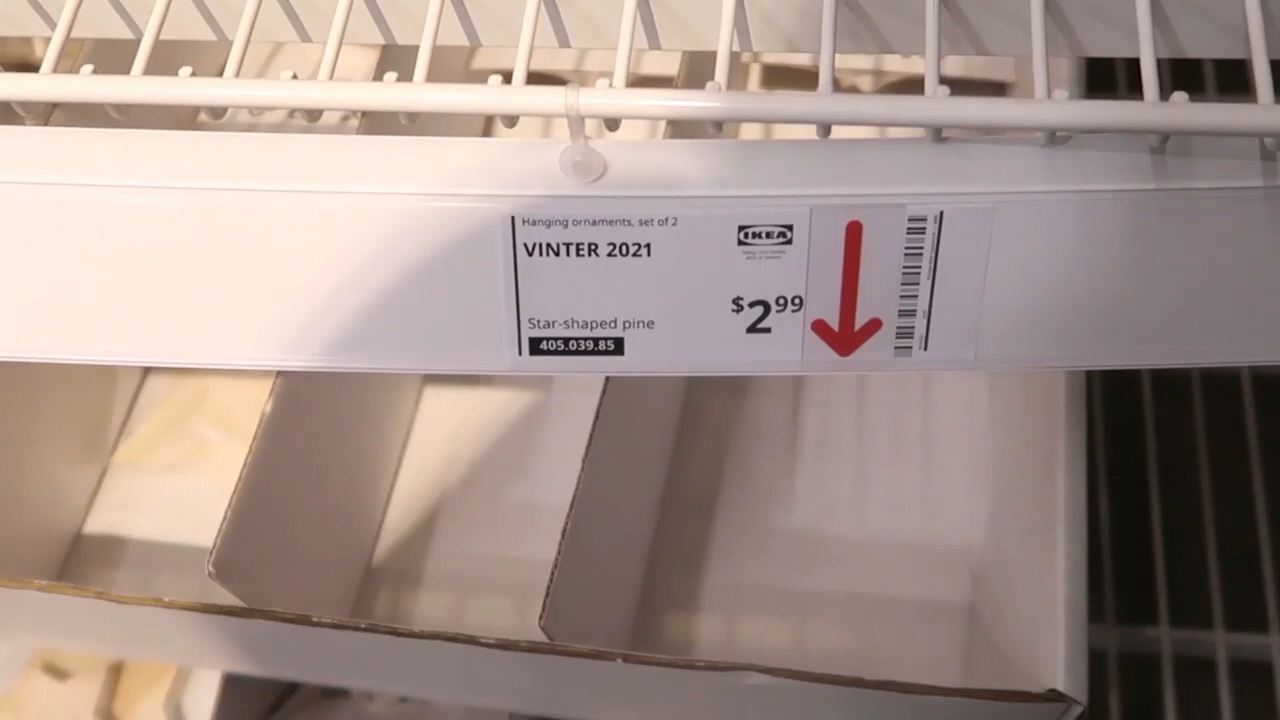 Hanging ornaments, set of 2
VINTER 2021
IKEA
$2.99
Star-shaped pine
405.039.85